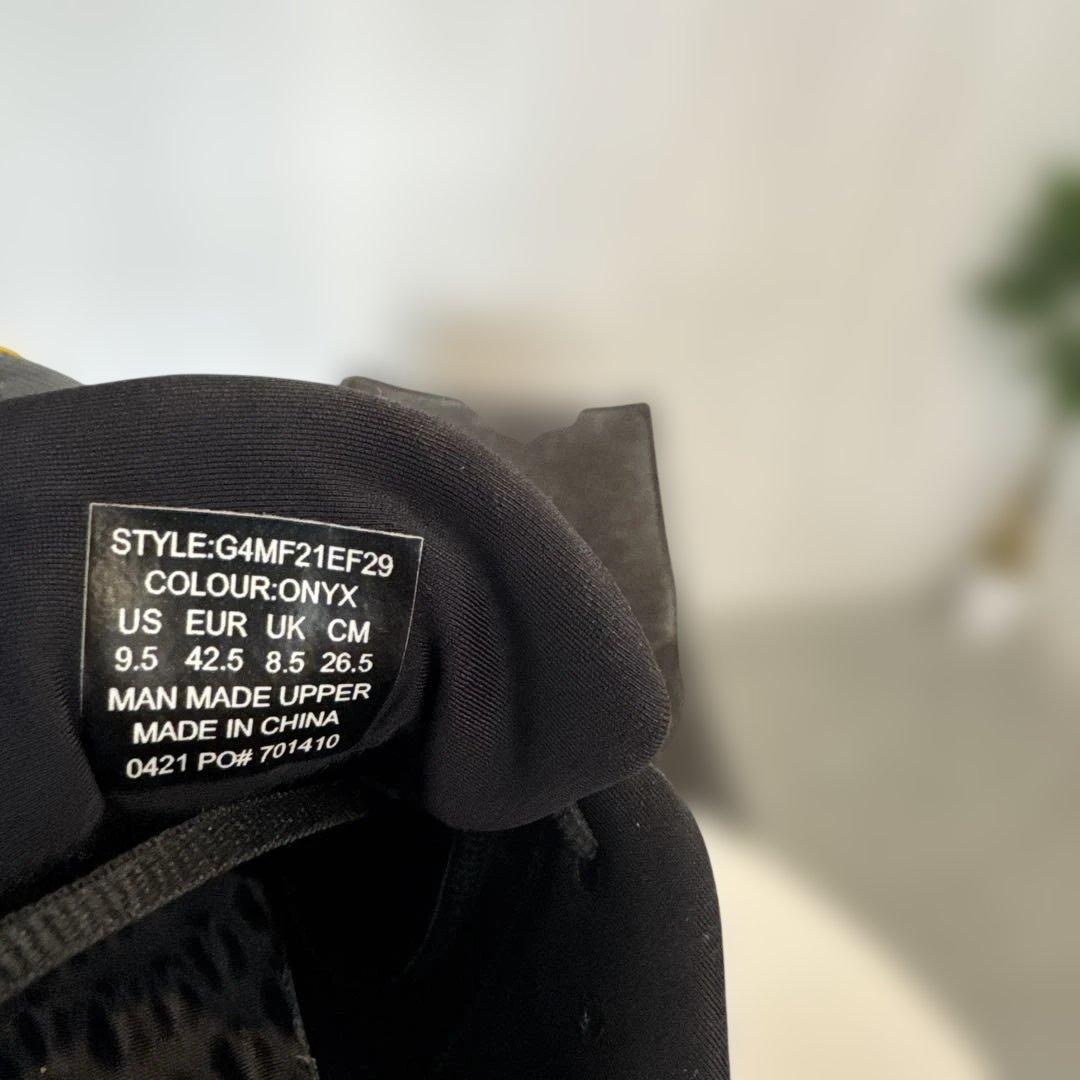 STYLE:G4MF21EF29
COLOUR:ONYX
US EUR UK CM
9.5 42.5 8.5 26.5
MAN MADE UPPER
MADE IN CHINA
0421 PO# 701410